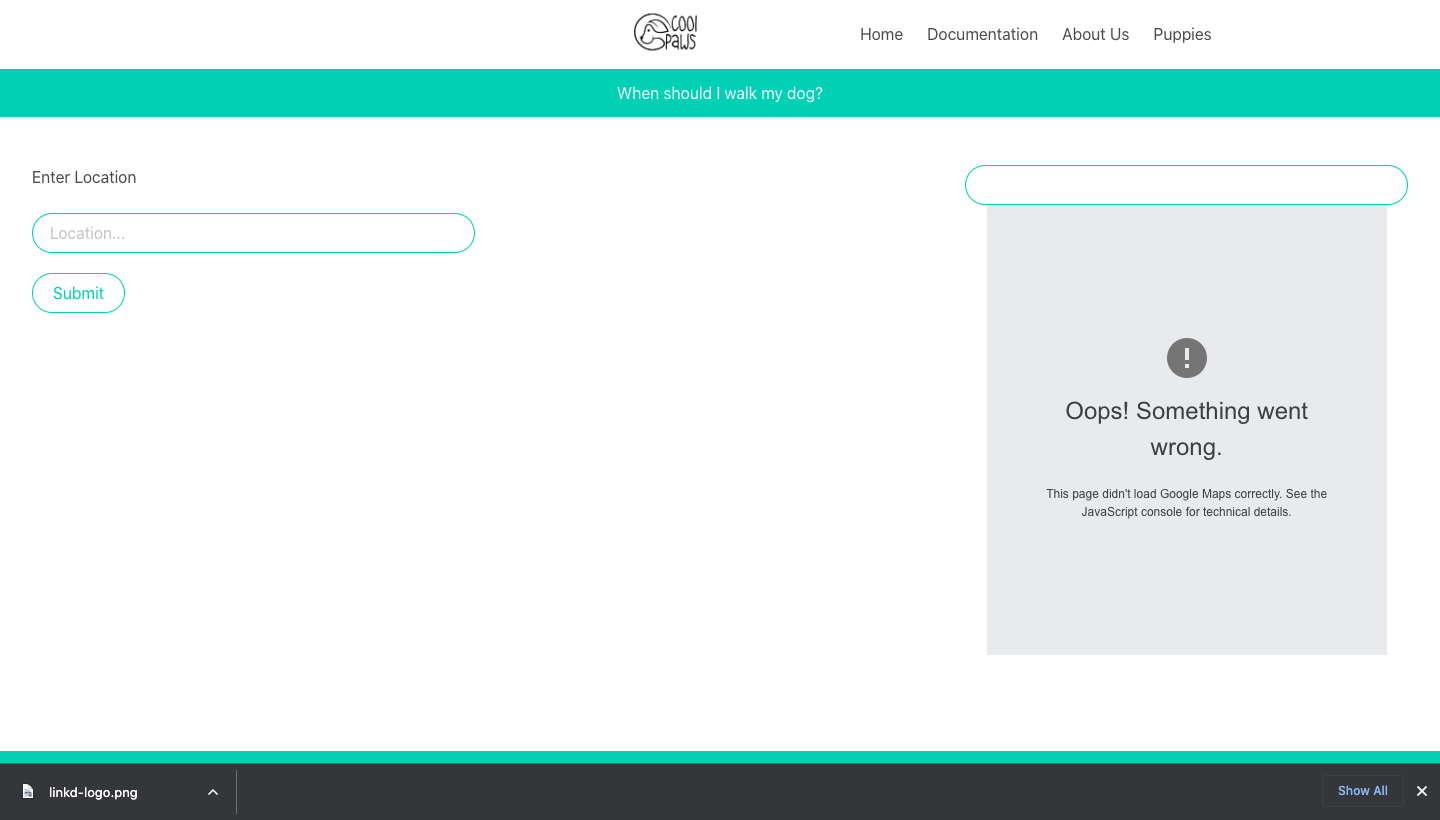 COOL
PAWS
Home
Documentation
About Us
Puppies
When should I walk my dog?
Enter Location
Location...
Submit
Oops! Something went
wrong.
This page didn't load Google Maps correctly. See the
JavaScript console for technical details.
linkd-logo.png
Show All